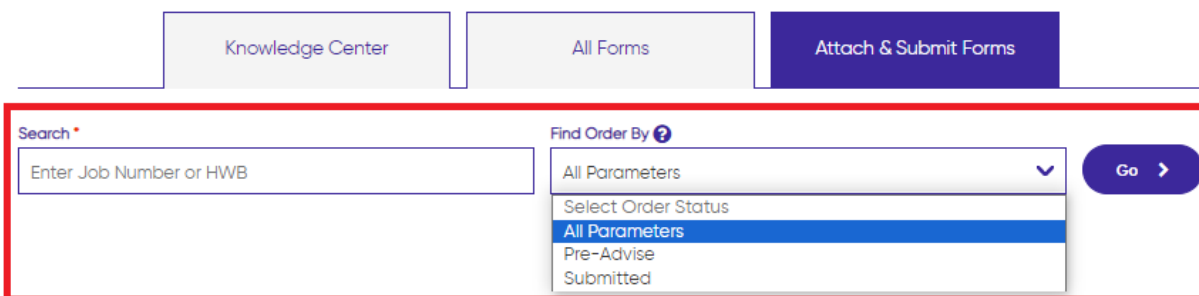 Knowledge Center
All Forms
Attach & Submit Forms
Search *
Find Order By ?
Enter Job Number or HWB
All Parameters
Go
Select Order Status
All Parameters
Pre-Advise
Submitted